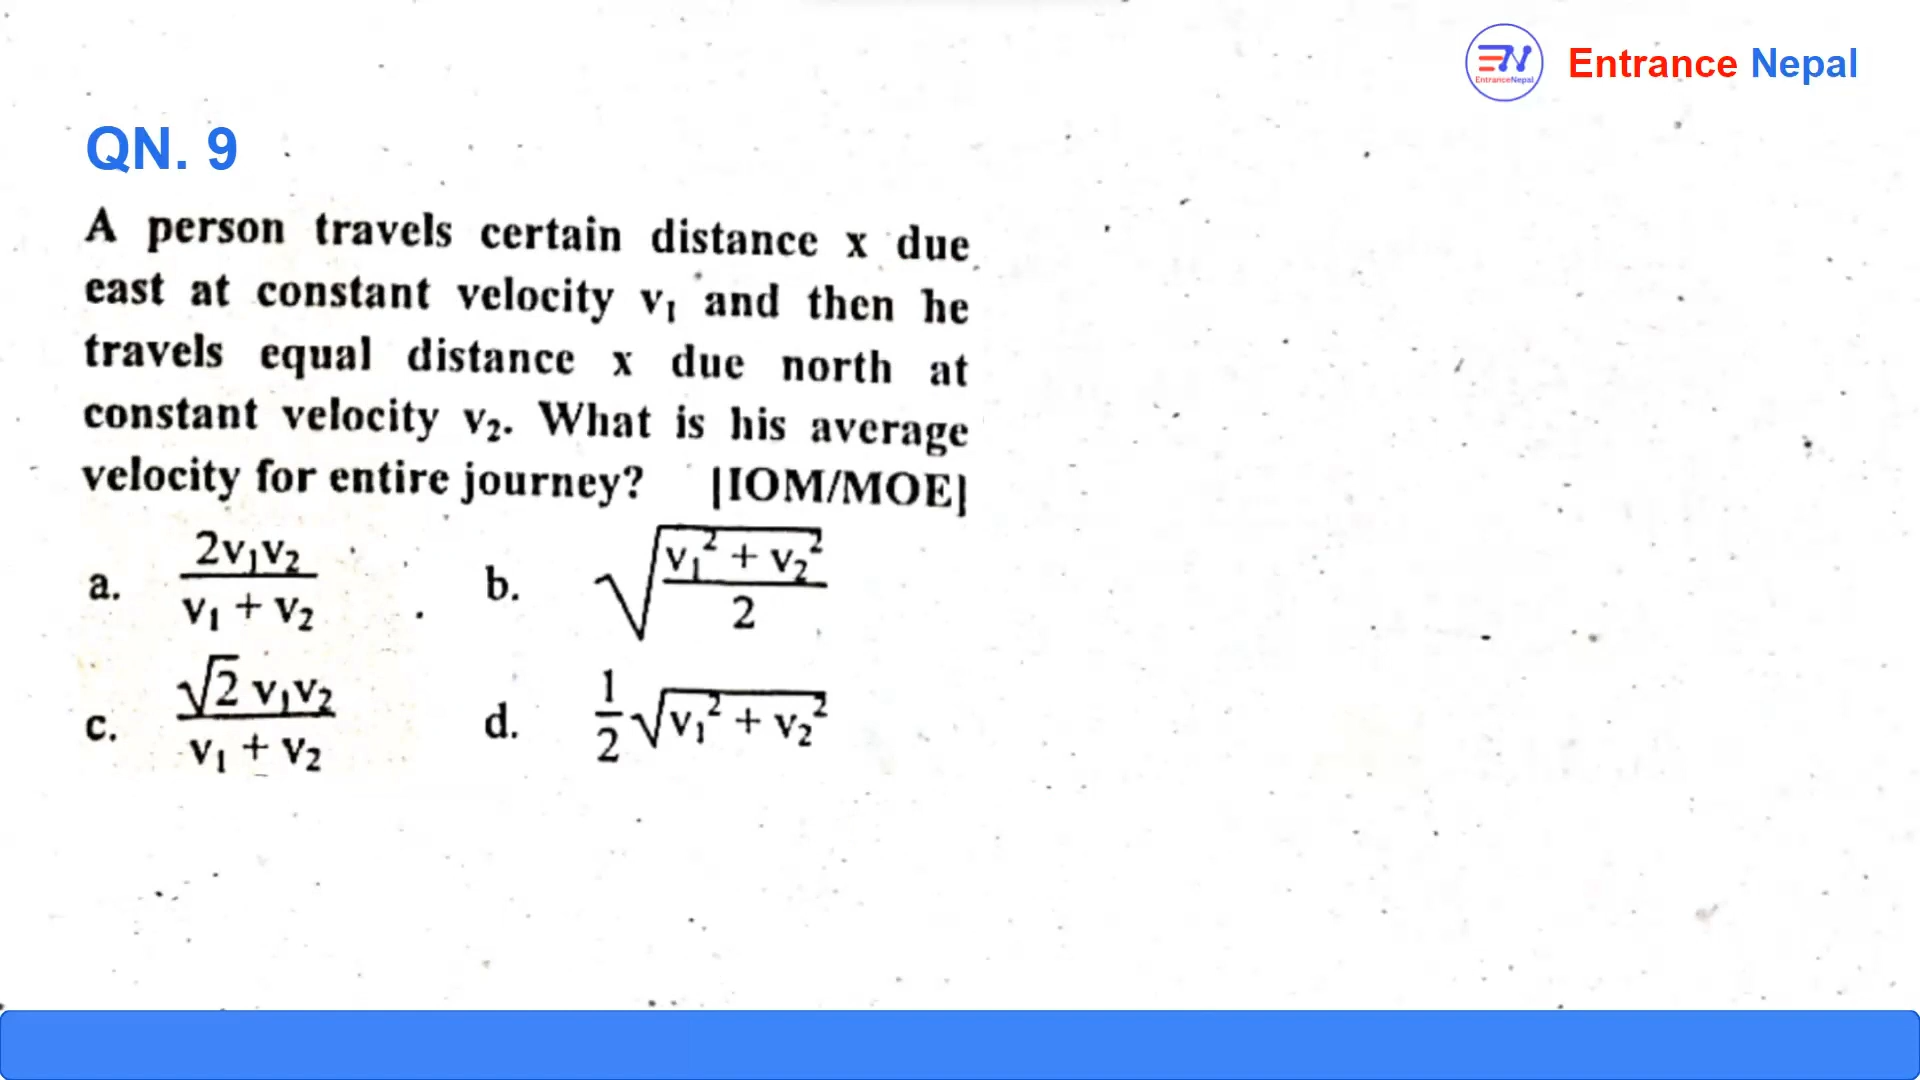 EN
EntranceNepal
Entrance Nepal
QN. 9
A person travels certain distance x due
east at constant velocity v₁ and then he
travels equal distance x due north at
constant velocity v₂. What is his average
velocity for entire journey? [IOM/MOE]
a. 2v₁v₂ / v₁ + v₂ b. √(v₁² + v₂² / 2)
c. √2 v₁v₂ / v₁ + v₂ d. 1/2 √(v₁² + v₂²)